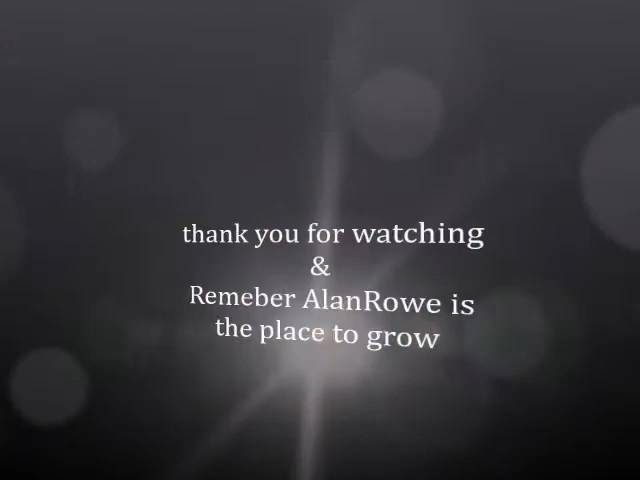 thank you for watching
&
Remeber AlanRowe is
the place to grow